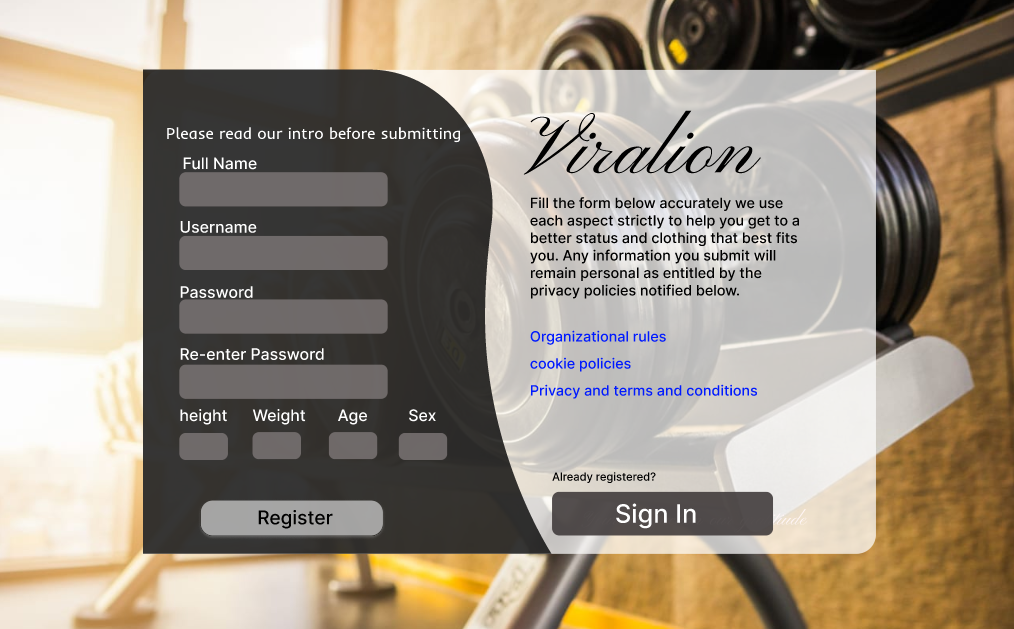 Please read our intro before submitting
Full Name
Username
Password
Re-enter Password
height Weight Age Sex
Register
Viralion
Fill the form below accurately we use
each aspect strictly to help you get to a
better status and clothing that best fits
you. Any information you submit will
remain personal as entitled by the
privacy policies notified below.
Organizational rules
cookie policies
Privacy and terms and conditions
Already registered?
Sign In